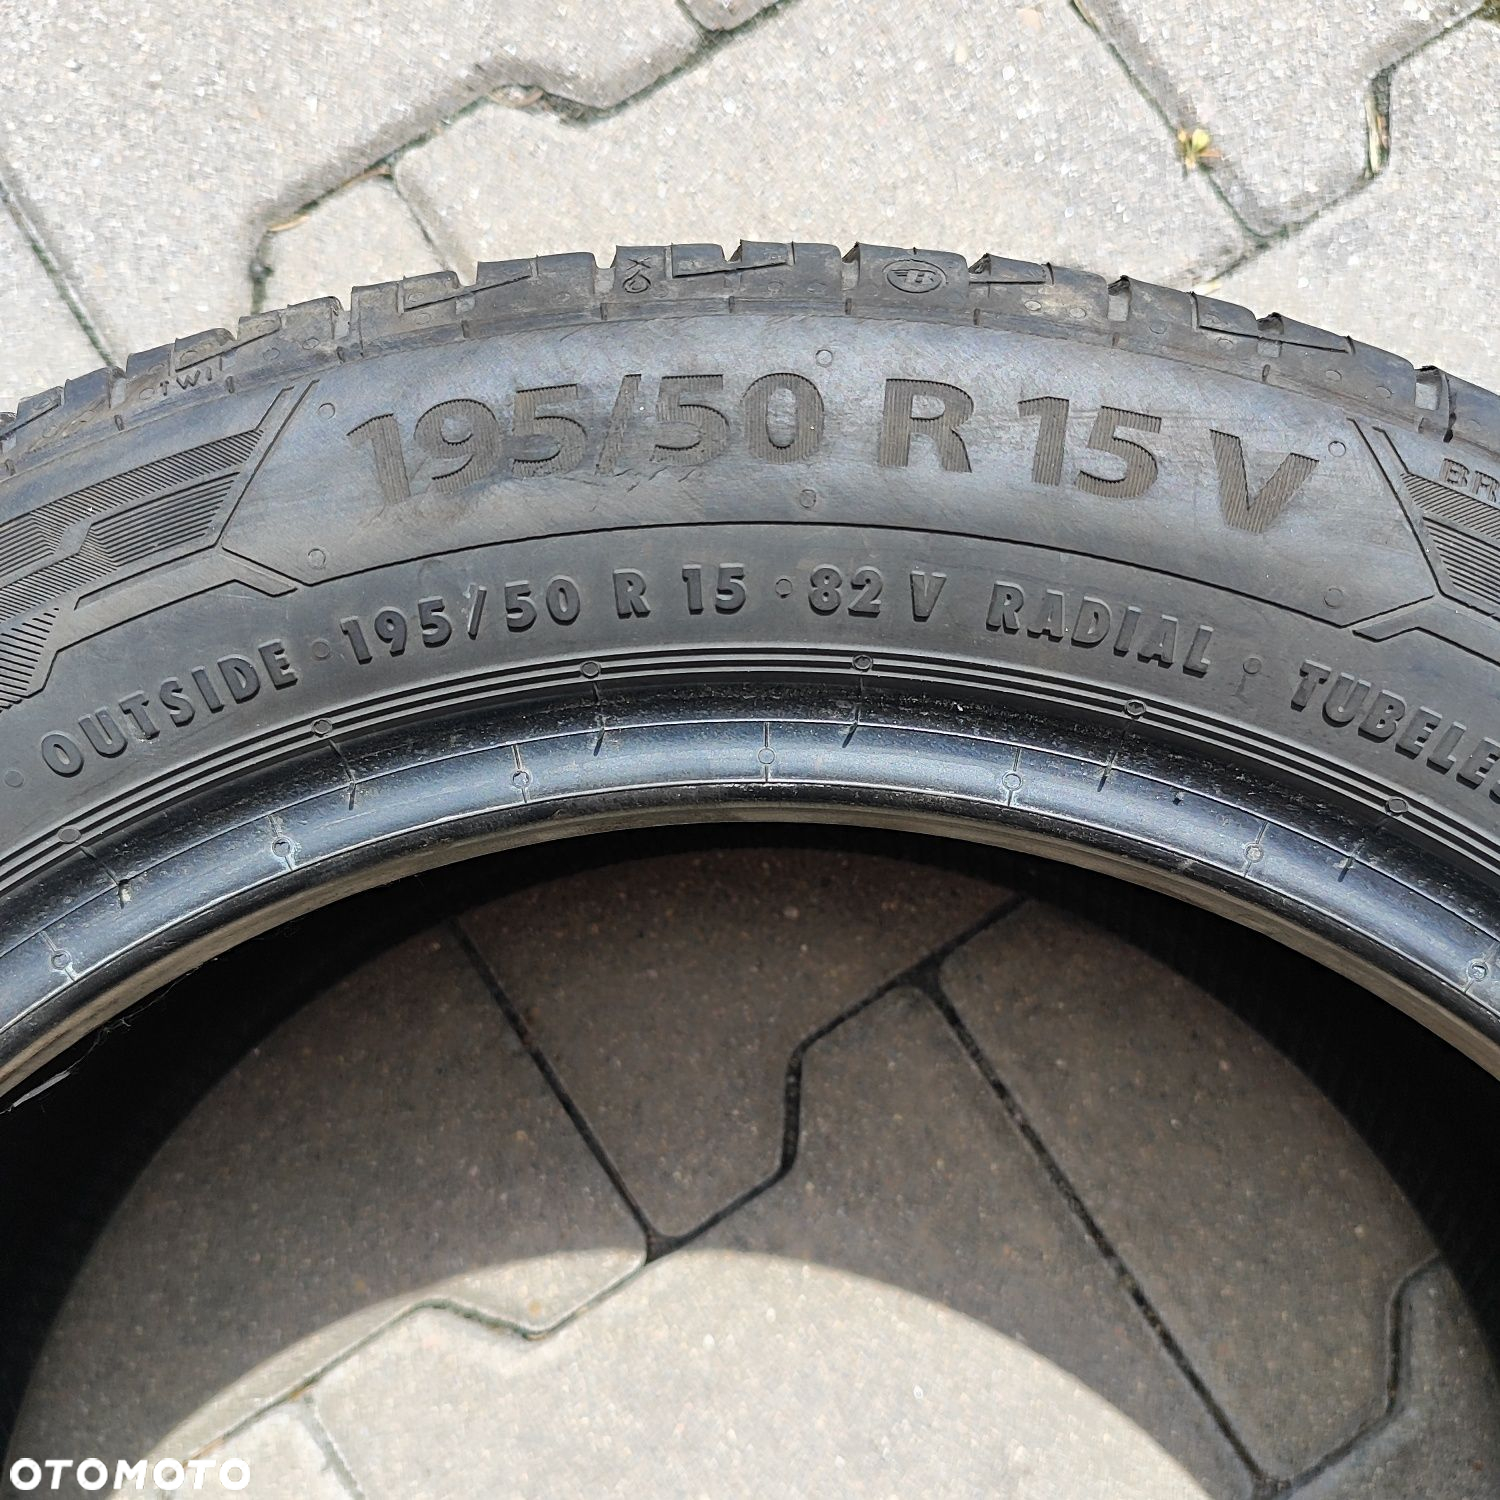 TWI
B
195/50 R 15 V
OUTSIDE · 195/50 R 15 · 82 V RADIAL · TUBELES
OTOMOTO